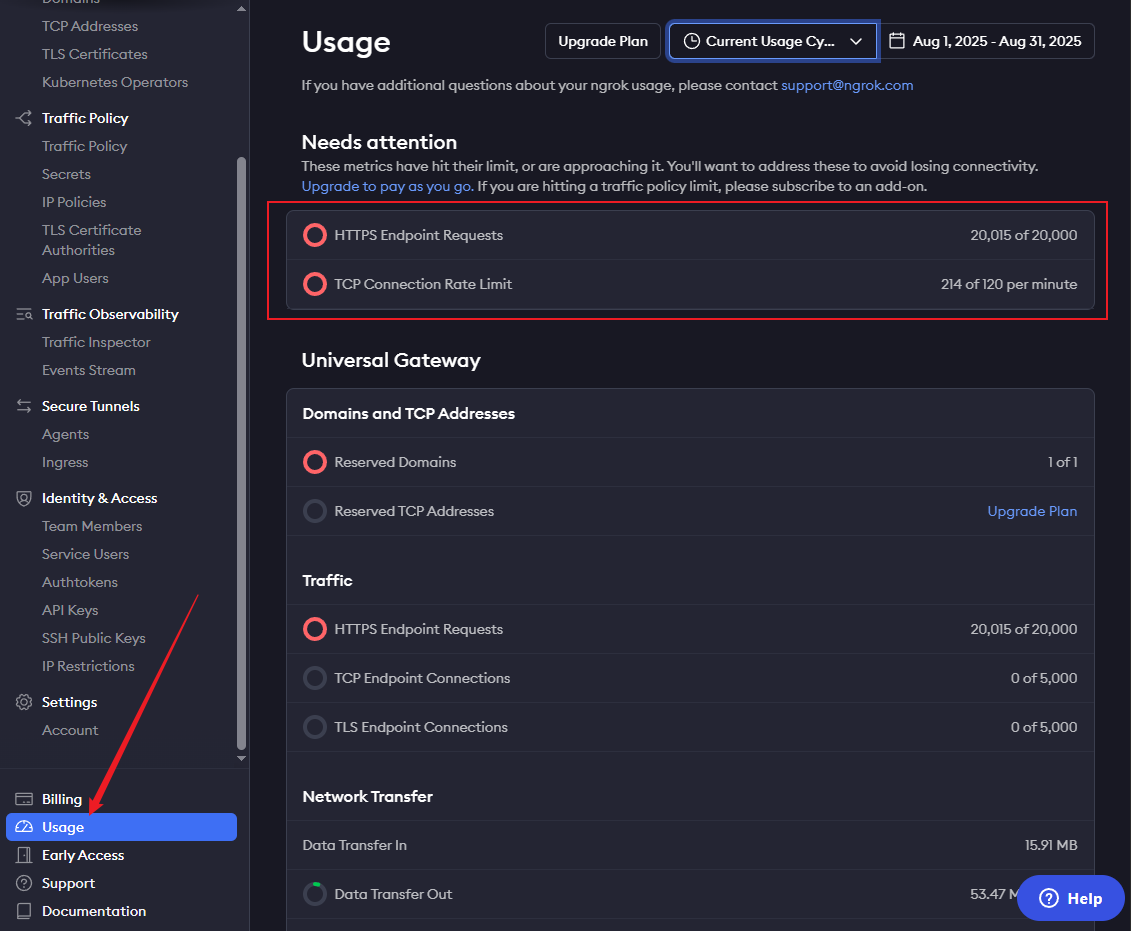 Domains
TCP Addresses
TLS Certificates
Kubernetes Operators
Traffic Policy
Traffic Policy
Secrets
IP Policies
TLS Certificate
Authorities
App Users
Traffic Observability
Traffic Inspector
Events Stream
Secure Tunnels
Agents
Ingress
Identity & Access
Team Members
Service Users
Authtokens
API Keys
SSH Public Keys
IP Restrictions
Settings
Account
Billing
Usage
Early Access
Support
Documentation
Usage
Upgrade Plan
Current Usage Cy...
Aug 1, 2025 - Aug 31, 2025
If you have additional questions about your ngrok usage, please contact support@ngrok.com
Needs attention
These metrics have hit their limit, or are approaching it. You'll want to address these to avoid losing connectivity.
Upgrade to pay as you go. If you are hitting a traffic policy limit, please subscribe to an add-on.
HTTPS Endpoint Requests 20,015 of 20,000
TCP Connection Rate Limit 214 of 120 per minute
Universal Gateway
Domains and TCP Addresses
Reserved Domains 1 of 1
Reserved TCP Addresses Upgrade Plan
Traffic
HTTPS Endpoint Requests 20,015 of 20,000
TCP Endpoint Connections 0 of 5,000
TLS Endpoint Connections 0 of 5,000
Network Transfer
Data Transfer In 15.91 MB
Data Transfer Out 53.47
Help